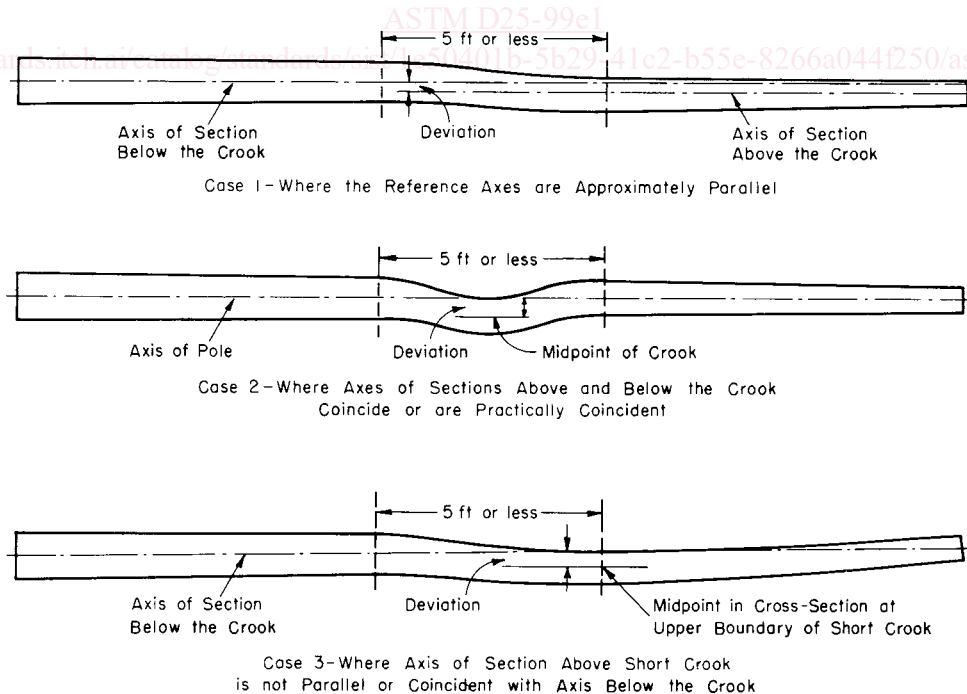 ASTM D25-99e1
5 ft or less
Axis of Section
Below the Crook
Deviation
Axis of Section
Above the Crook
Case 1-Where the Reference Axes are Approximately Parallel
5 ft or less
Axis of Pole
Deviation
Midpoint of Crook
Case 2-Where Axes of Sections Above and Below the Crook
Coincide or are Practically Coincident
5 ft or less
Axis of Section
Below the Crook
Deviation
Midpoint in Cross-Section at
Upper Boundary of Short Crook
Case 3-Where Axis of Section Above Short Crook
is not Parallel or Coincident with Axis Below the Crook